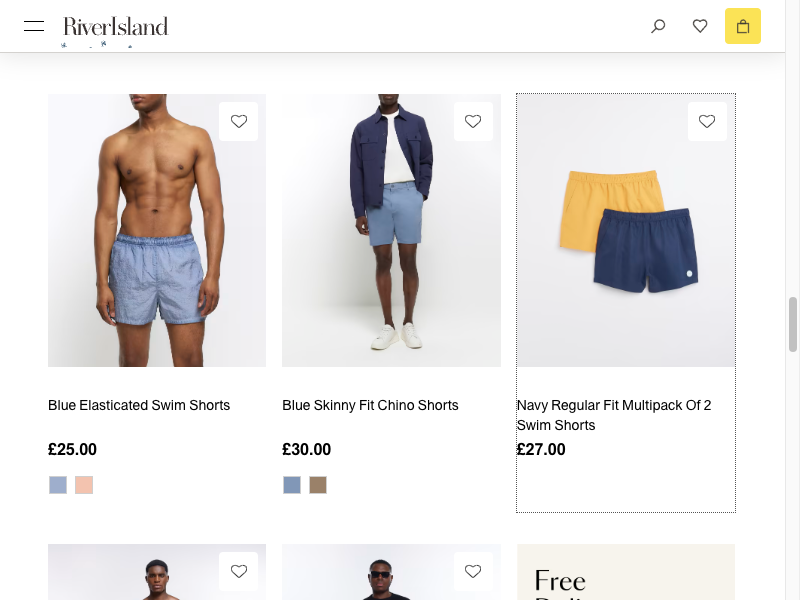 RiverIsland
Blue Elasticated Swim Shorts
£25.00
Blue Skinny Fit Chino Shorts
£30.00
Navy Regular Fit Multipack Of 2
Swim Shorts
£27.00
Free